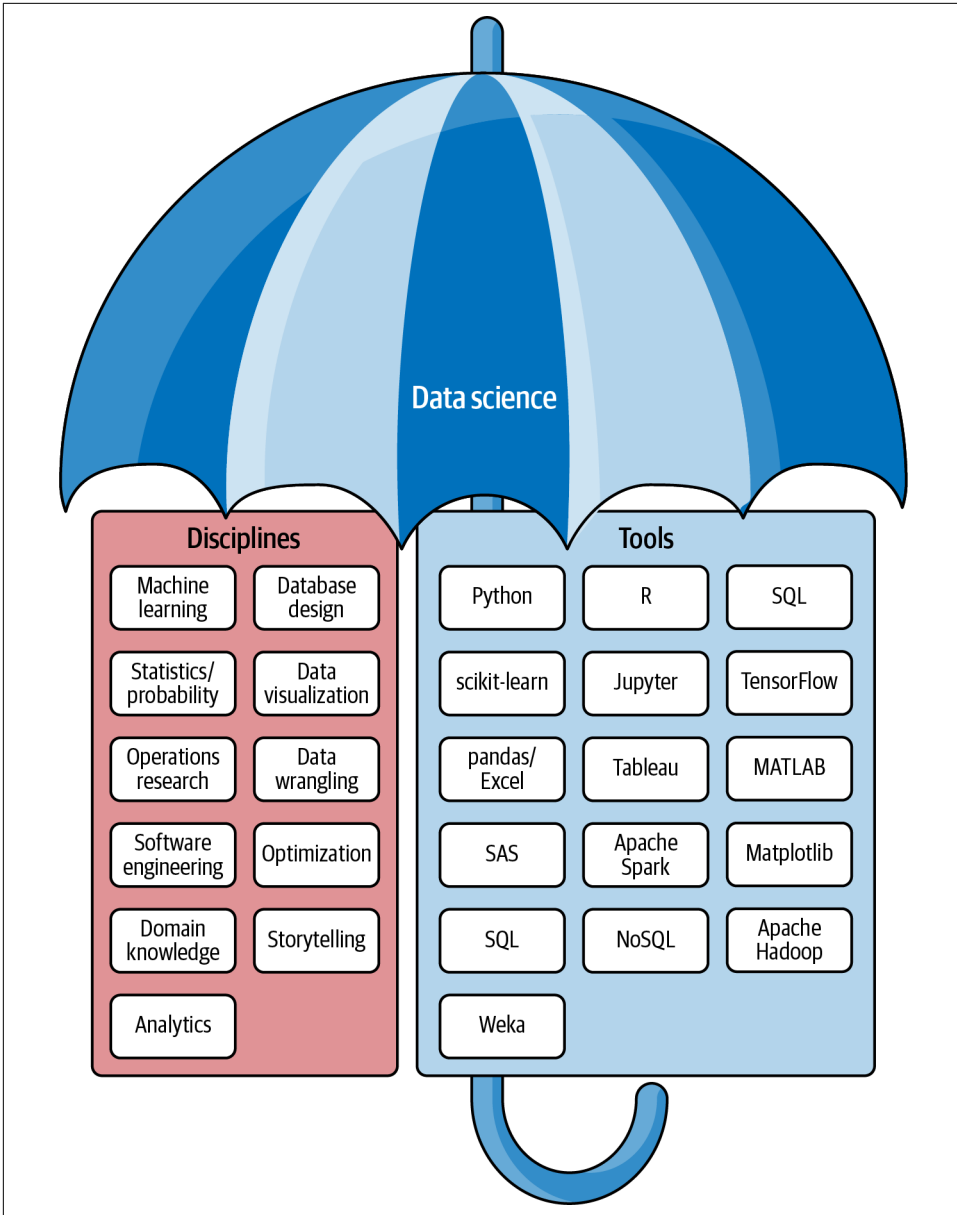 Data science
Disciplines
Machine
learning
Database
design
Statistics/
probability
Data
visualization
Operations
research
Data
wrangling
Software
engineering
Optimization
Domain
knowledge
Storytelling
Analytics
Tools
Python
R
SQL
scikit-learn
Jupyter
TensorFlow
pandas/
Excel
Tableau
MATLAB
SAS
Apache
Spark
Matplotlib
SQL
NoSQL
Apache
Hadoop
Weka